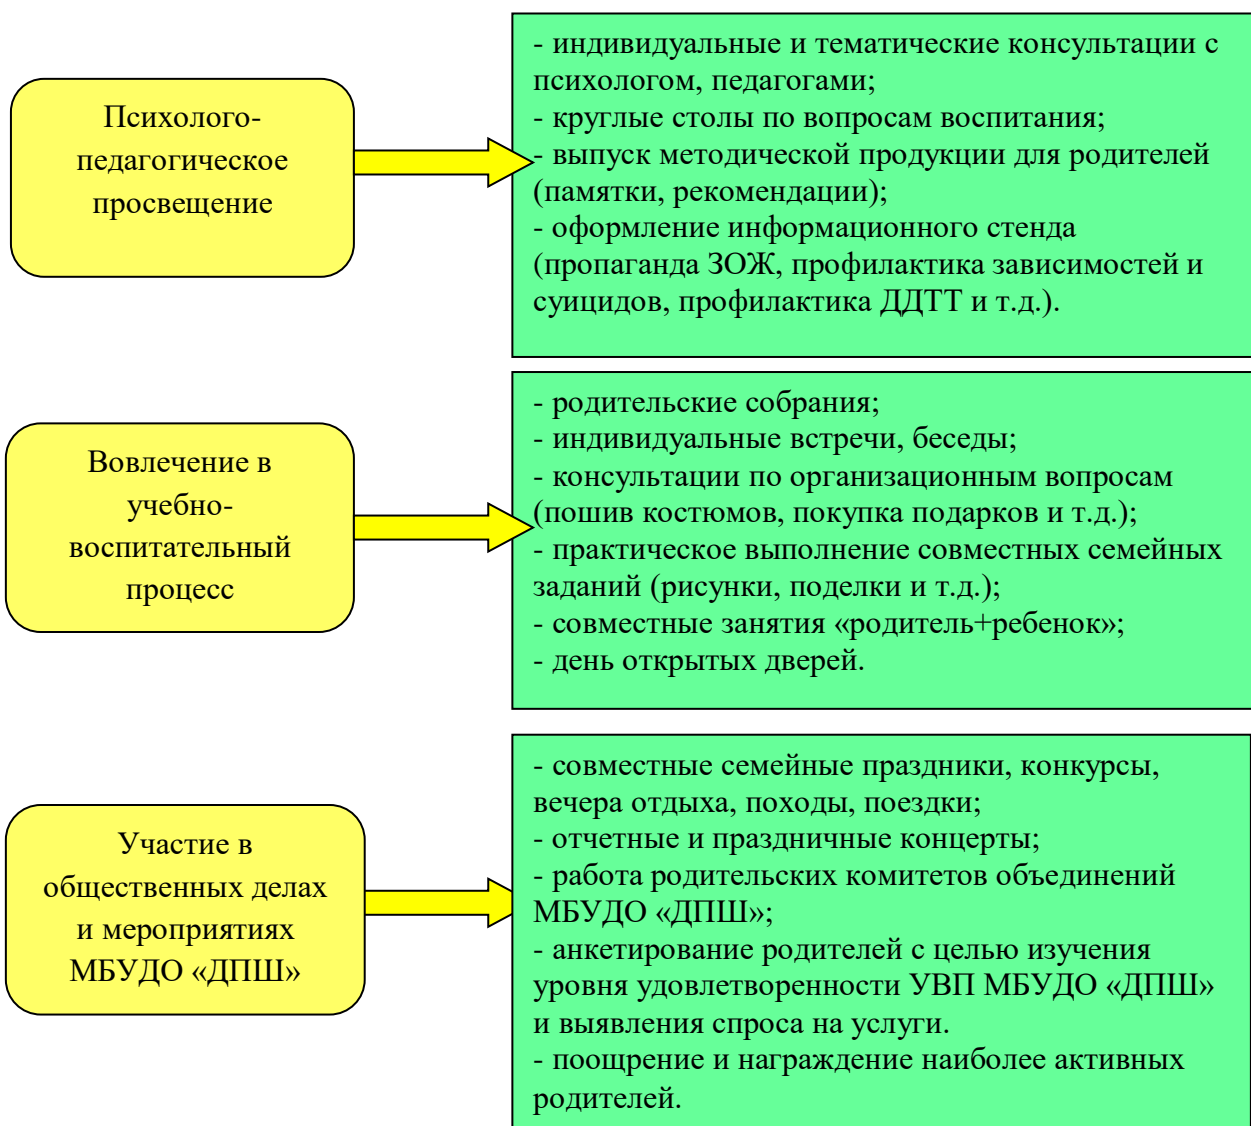 Психолого-
педагогическое
просвещение
- индивидуальные и тематические консультации с
психологом, педагогами;
- круглые столы по вопросам воспитания;
- выпуск методической продукции для родителей
(памятки, рекомендации);
- оформление информационного стенда
(пропаганда ЗОЖ, профилактика зависимостей и
суицидов, профилактика ДДТТ и т.д.).
Вовлечение в
учебно-
воспитательный
процесс
- родительские собрания;
- индивидуальные встречи, беседы;
- консультации по организационным вопросам
(пошив костюмов, покупка подарков и т.д.);
- практическое выполнение совместных семейных
заданий (рисунки, поделки и т.д.);
- совместные занятия «родитель+ребенок»;
- день открытых дверей.
Участие в
общественных делах
и мероприятиях
МБУДО «ДПШ»
- совместные семейные праздники, конкурсы,
вечера отдыха, походы, поездки;
- отчетные и праздничные концерты;
- работа родительских комитетов объединений
МБУДО «ДПШ»;
- анкетирование родителей с целью изучения
уровня удовлетворенности УВП МБУДО «ДПШ»
и выявления спроса на услуги.
- поощрение и награждение наиболее активных
родителей.